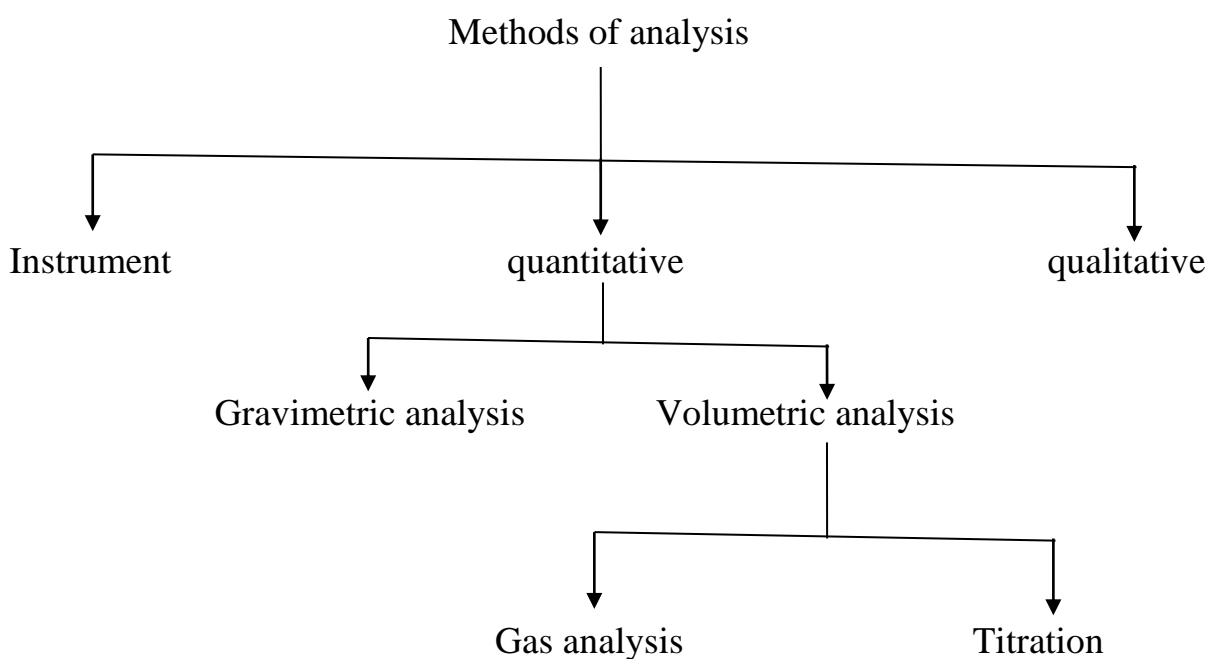 Methods of analysis
Instrument quantitative qualitative
Gravimetric analysis Volumetric analysis
Gas analysis Titration